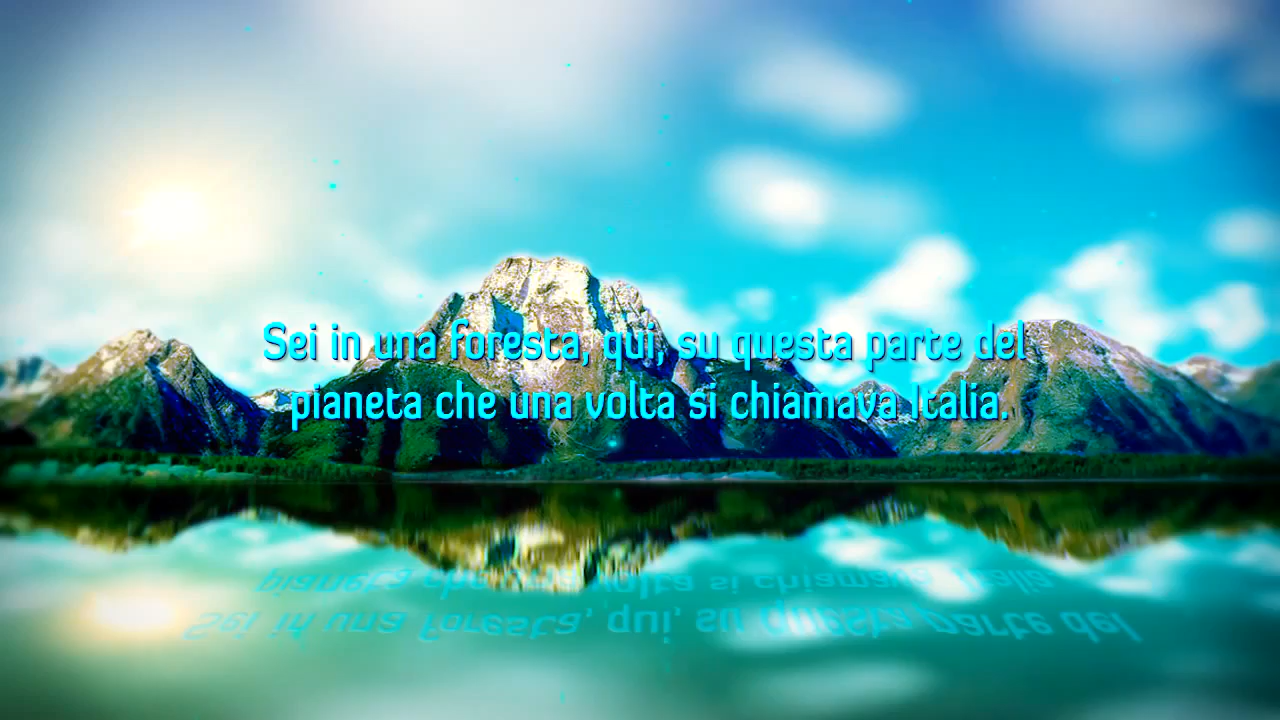 Sei in una foresta, qui, su questa parte del
pianeta che una volta si chiamava Italia.